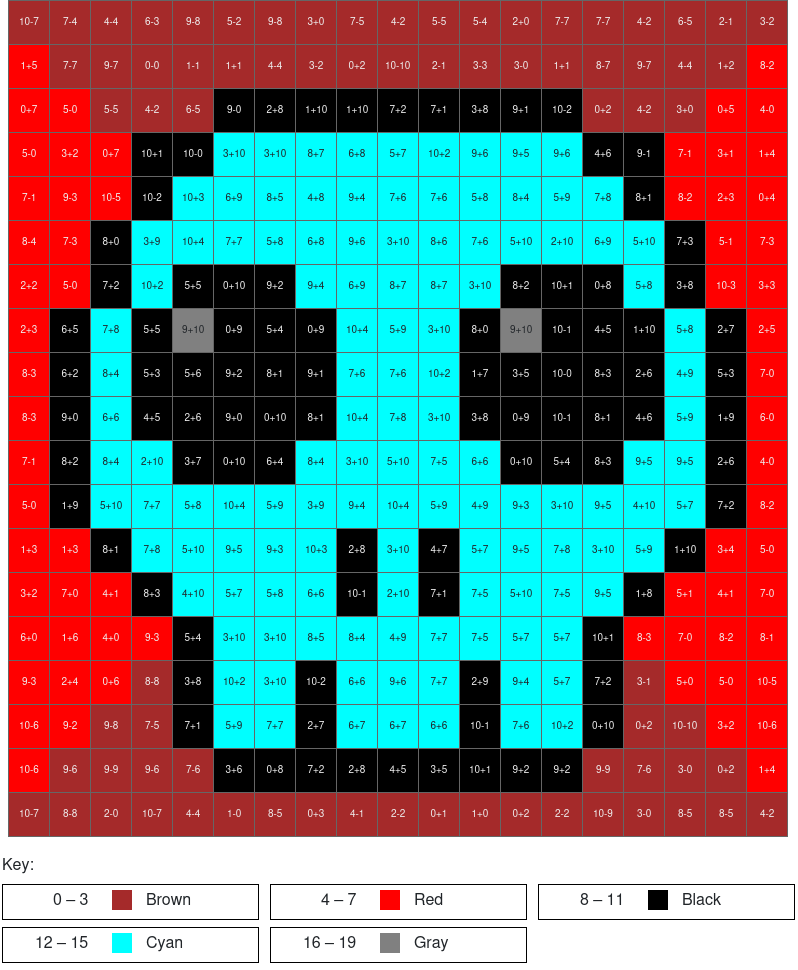 10-7 7-4 4-4 6-3 9-8 5-2 9-8 3+0 7-5 4-2 5-5 5-4 2+0 7-7 7-7 4-2 6-5 2-1 3-2
1+5 7-7 9-7 0-0 1-1 1+1 4-4 3-2 0+2 10-10 2-1 3-3 3-0 1+1 8-7 9-7 4-4 1+2 8-2
0+7 5-0 5-5 4-2 6-5 9-0 2+8 1+10 1+10 7+2 7+1 3+8 9+1 10-2 0+2 4-2 3+0 0+5 4-0
5-0 3+2 0+7 10+1 10-0 3+10 3+10 8+7 6+8 5+7 10+2 9+6 9+5 9+6 4+6 9-1 7-1 3+1 1+4
7-1 9-3 10-5 10-2 10+3 6+9 8+5 4+8 9+4 7+6 7+6 5+8 8+4 5+9 7+8 8+1 8-2 2+3 0+4
8-4 7-3 8+0 3+9 10+4 7+7 5+8 6+8 9+6 3+10 8+6 7+6 5+10 2+10 6+9 5+10 7+3 5-1 7-3
2+2 5-0 7+2 10+2 5+5 0+10 9+2 9+4 6+9 8+7 8+7 3+10 8+2 10+1 0+8 5+8 3+8 10-3 3+3
2+3 6+5 7+8 5+5 9+10 0+9 5+4 0+9 10+4 5+9 3+10 8+0 9+10 10-1 4+5 1+10 5+8 2+7 2+5
8-3 6+2 8+4 5+3 5+6 9+2 8+1 9+1 7+6 7+6 10+2 1+7 3+5 10-0 8+3 2+6 4+9 5+3 7-0
8-3 9+0 6+6 4+5 2+6 9+0 0+10 8+1 10+4 7+8 3+10 3+8 0+9 10-1 8+1 4+6 5+9 1+9 6-0
7-1 8+2 8+4 2+10 3+7 0+10 6+4 8+4 3+10 5+10 7+5 6+6 0+10 5+4 8+3 9+5 9+5 2+6 4-0
5-0 1+9 5+10 7+7 5+8 10+4 5+9 3+9 9+4 10+4 5+9 4+9 9+3 3+10 9+5 4+10 5+7 7+2 8-2
1+3 1+3 8+1 7+8 5+10 9+5 9+3 10+3 2+8 3+10 4+7 5+7 9+5 7+8 3+10 5+9 1+10 3+4 5-0
3+2 7+0 4+1 8+3 4+10 5+7 5+8 6+6 10-1 2+10 7+1 7+5 5+10 7+5 9+5 1+8 5+1 4+1 7-0
6+0 1+6 4+0 9-3 5+4 3+10 3+10 8+5 8+4 4+9 7+7 7+5 5+7 5+7 10+1 8-3 7-0 8-2 8-1
9-3 2+4 0+6 8-8 3+8 10+2 3+10 10-2 6+6 9+6 7+7 2+9 9+4 5+7 7+2 3-1 5+0 5-0 10-5
10-6 9-2 9-8 7-5 7+1 5+9 7+7 2+7 6+7 6+7 6+6 10-1 7+6 10+2 0+10 0+2 10-10 3+2 10-6
10-6 9-6 9-9 9-6 7-6 3+6 0+8 7+2 2+8 4+5 3+5 10+1 9+2 9+2 9-9 7-6 3-0 0+2 1+4
10-7 8-8 2-0 10-7 4-4 1-0 8-5 0+3 4-1 2-2 0+1 1+0 0+2 2-2 10-9 3-0 8-5 8-5 4-2
Key:
0 – 3 Brown 4 – 7 Red 8 – 11 Black
12 – 15 Cyan 16 – 19 Gray